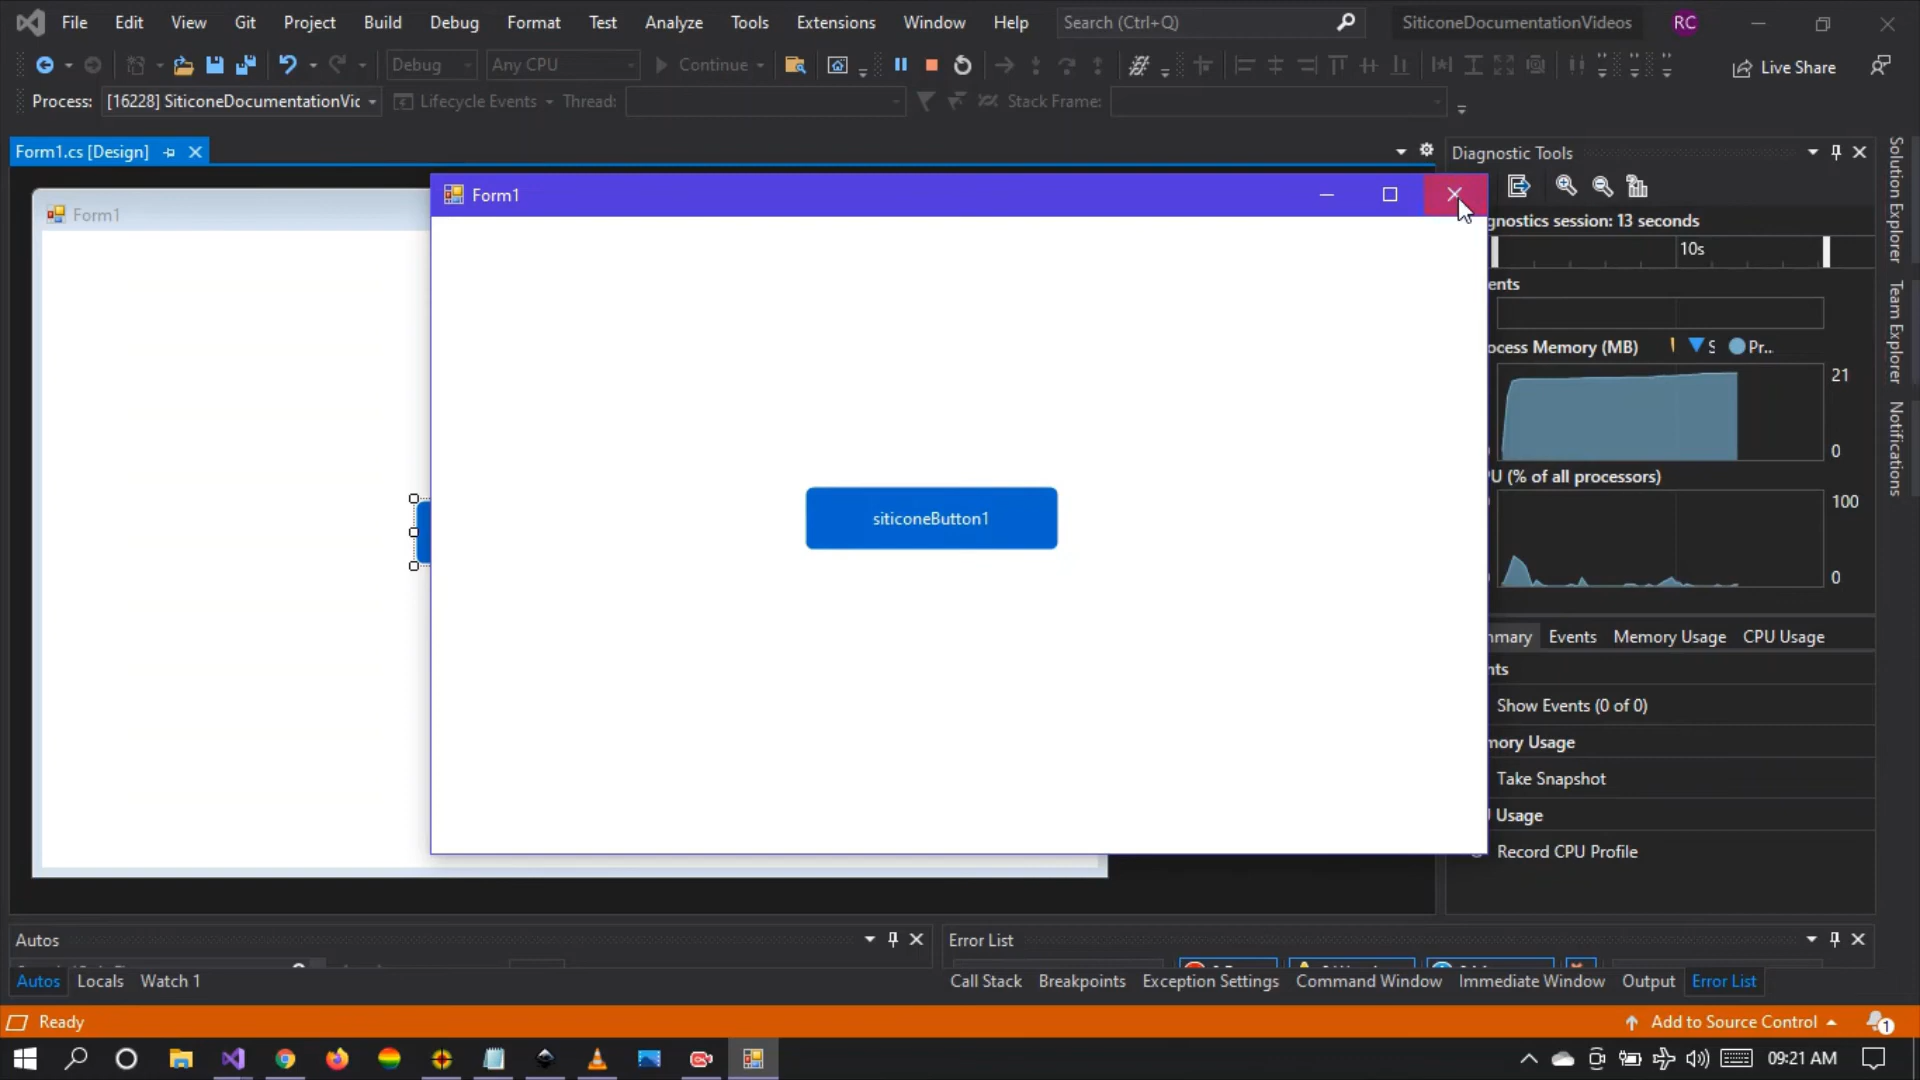 File Edit View Git Project Build Debug Format Test Analyze Tools Extensions Window Help Search (Ctrl+Q) SiticoneDocumentationVideos RC
Debug Any CPU Continue Live Share
Process: [16228] SiticoneDocumentationVic Lifecycle Events Thread: Stack Frame:
Form1.cs [Design]
Diagnostic Tools
Form1
Form1
gnostics session: 13 seconds
10s
ents
ocess Memory (MB) S Pr...
21
0
U (% of all processors)
100
0
siticoneButton1
mmary Events Memory Usage CPU Usage
nts
Show Events (0 of 0)
mory Usage
Take Snapshot
Usage
Record CPU Profile
Solution Explorer
Team Explorer
Notifications
Autos
Error List
Autos Locals Watch 1
Call Stack Breakpoints Exception Settings Command Window Immediate Window Output Error List
Ready
Add to Source Control 1
09:21 AM